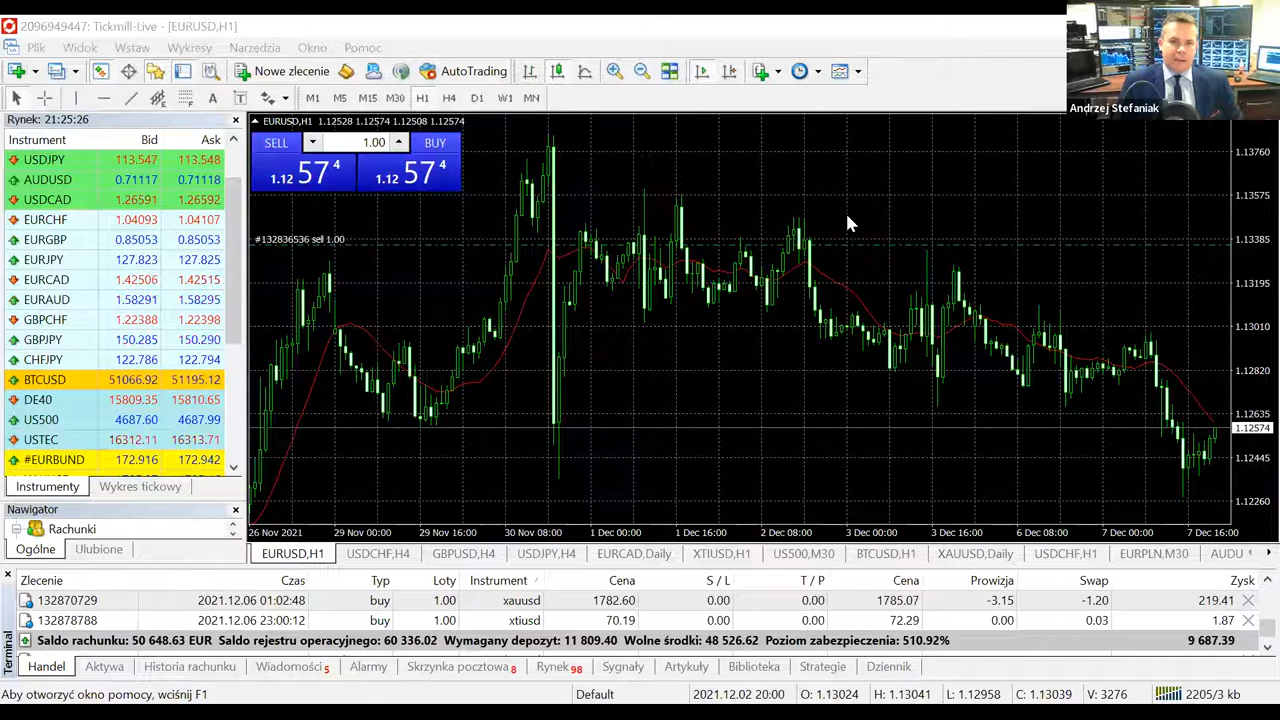 2096949447: Tickmill-Live - [EURUSD,H1]
Plik Widok Wstaw Wykresy Narzędzia Okno Pomoc
Nowe zlecenie AutoTrading
M1 M5 M15 M30 H1 H4 D1 W1 MN
Andrzej Stefaniak
Rynek: 21:25:26
Instrument Bid Ask
USDJPY 113.547 113.548
AUDUSD 0.71117 0.71118
USDCAD 1.26591 1.26592
EURCHF 1.04093 1.04107
EURGBP 0.85053 0.85053
EURJPY 127.823 127.825
EURCAD 1.42506 1.42515
EURAUD 1.58291 1.58295
GBPCHF 1.22388 1.22398
GBPJPY 150.285 150.290
CHFJPY 122.786 122.794
BTCUSD 51066.92 51195.12
DE40 15809.35 15810.65
US500 4687.60 4687.99
USTEC 16312.11 16313.71
#EURBUND 172.916 172.942
Instrumenty Wykres tickowy
Nawigator
Rachunki
Ogólne Ulubione
EURUSD,H1 1.12528 1.12574 1.12508 1.12574
SELL 1.00 BUY
1.12 57 4 1.12 57 4
#132836536 sell 1.00
1.13760
1.13575
1.13385
1.13195
1.13010
1.12820
1.12635
1.12574
1.12445
1.12260
26 Nov 2021 29 Nov 00:00 29 Nov 16:00 30 Nov 08:00 1 Dec 00:00 1 Dec 16:00 2 Dec 08:00 3 Dec 00:00 3 Dec 16:00 6 Dec 08:00 7 Dec 00:00 7 Dec 16:00
EURUSD,H1 USDCHF,H4 GBPUSD,H4 USDJPY,H4 EURCAD,Daily XTIUSD,H1 US500,M30 BTCUSD,H1 XAUUSD,Daily USDCHF,H1 EURPLN,M30 AUDU
Terminal
Zlecenie Czas Typ Loty Instrument Cena S / L T / P Cena Prowizja Swap Zysk
132870729 2021.12.06 01:02:48 buy 1.00 xauusd 1782.60 0.00 0.00 1785.07 -3.15 -1.20 219.41
132878788 2021.12.06 23:00:12 buy 1.00 xtiusd 70.19 0.00 0.00 72.29 0.00 0.03 1.87
Saldo rachunku: 50 648.63 EUR Saldo rejestru operacyjnego: 60 336.02 Wymagany depozyt: 11 809.40 Wolne środki: 48 526.62 Poziom zabezpieczenia: 510.92% 9 687.39
Handel Aktywa Historia rachunku Wiadomości 5 Alarmy Skrzynka pocztowa 8 Rynek 98 Sygnały Artykuły Biblioteka Strategie Dziennik
Aby otworzyć okno pomocy, wciśnij F1 Default 2021.12.02 20:00 O: 1.13024 H: 1.13041 L: 1.12958 C: 1.13039 V: 3276 2205/3 kb